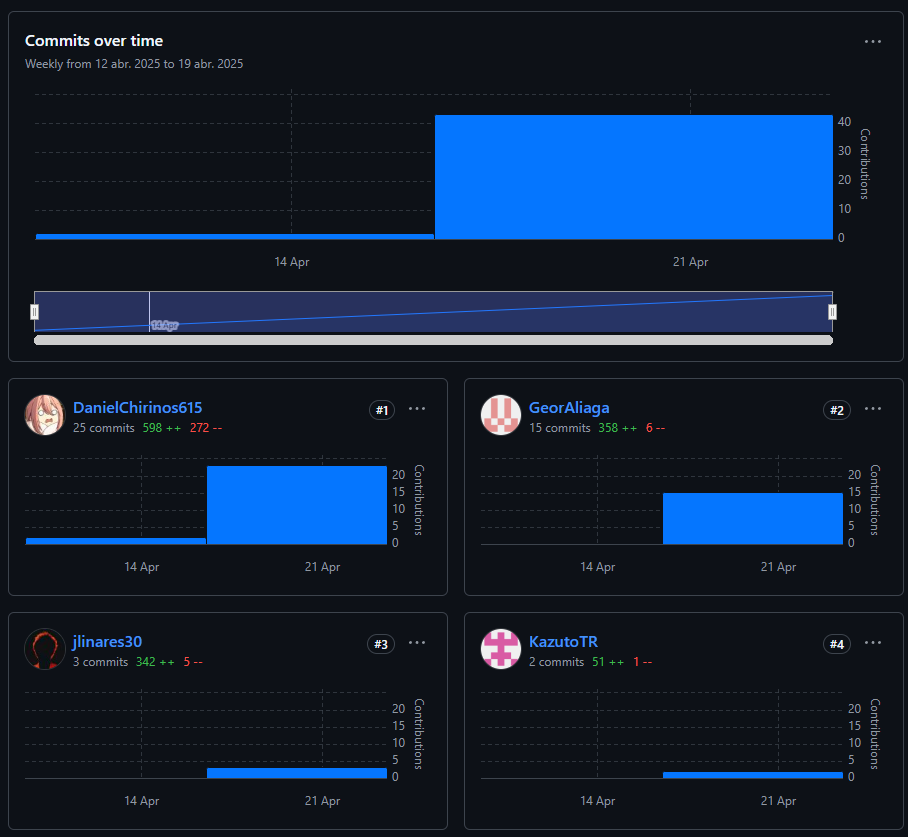 Commits over time
Weekly from 12 abr. 2025 to 19 abr. 2025
40
30
20
10
0
Contributions
14 Apr
21 Apr
14 Apr
DanielChirinos615
#1
25 commits 598 ++ 272 --
20
15
10
5
0
Contributions
14 Apr
21 Apr
GeorAliaga
#2
15 commits 358 ++ 6 --
20
15
10
5
0
Contributions
14 Apr
21 Apr
jlinares30
#3
3 commits 342 ++ 5 --
20
15
10
5
0
Contributions
14 Apr
21 Apr
KazutoTR
#4
2 commits 51 ++ 1 --
20
15
10
5
0
Contributions
14 Apr
21 Apr